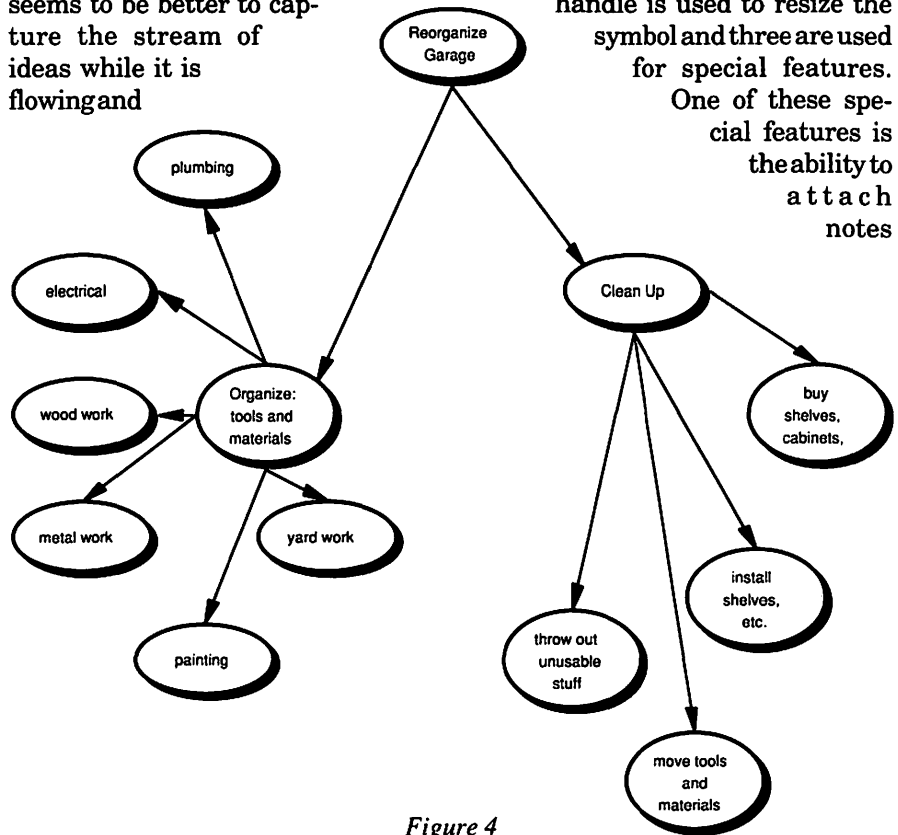 seems to be better to cap-
ture the stream of
ideas while it is
flowingand
handle is used to resize the
symbol and three are used
for special features.
One of these spe-
cial features is
the ability to
attach
notes
Reorganize
Garage
plumbing
electrical
wood work
metal work
Organize:
tools and
materials
yard work
painting
Clean Up
buy
shelves,
cabinets,
install
shelves,
etc.
throw out
unusable
stuff
move tools
and
materials
Figure 4